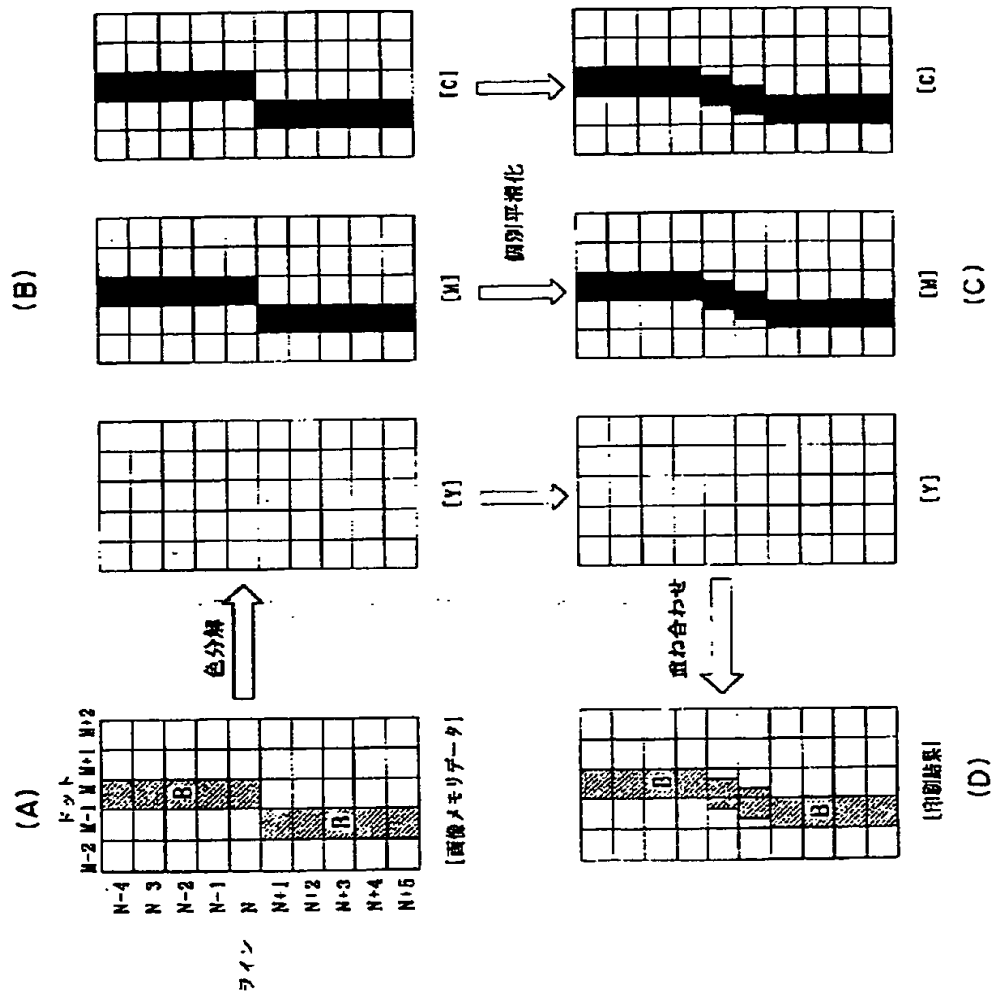 (A)
ドット
M-2 M-1 M M+1 M+2
ライン
N-4
N 3
N-2
N-1
N
N+1
N+2
N+3
N+4
N+5
B
B
[画像メモリデータ]
色分解
(B)
[Y]
[M]
[C]
個別平滑化
[Y]
[M]
[C]
(C)
重ね合わせ
B
B
[印刷結果]
(D)